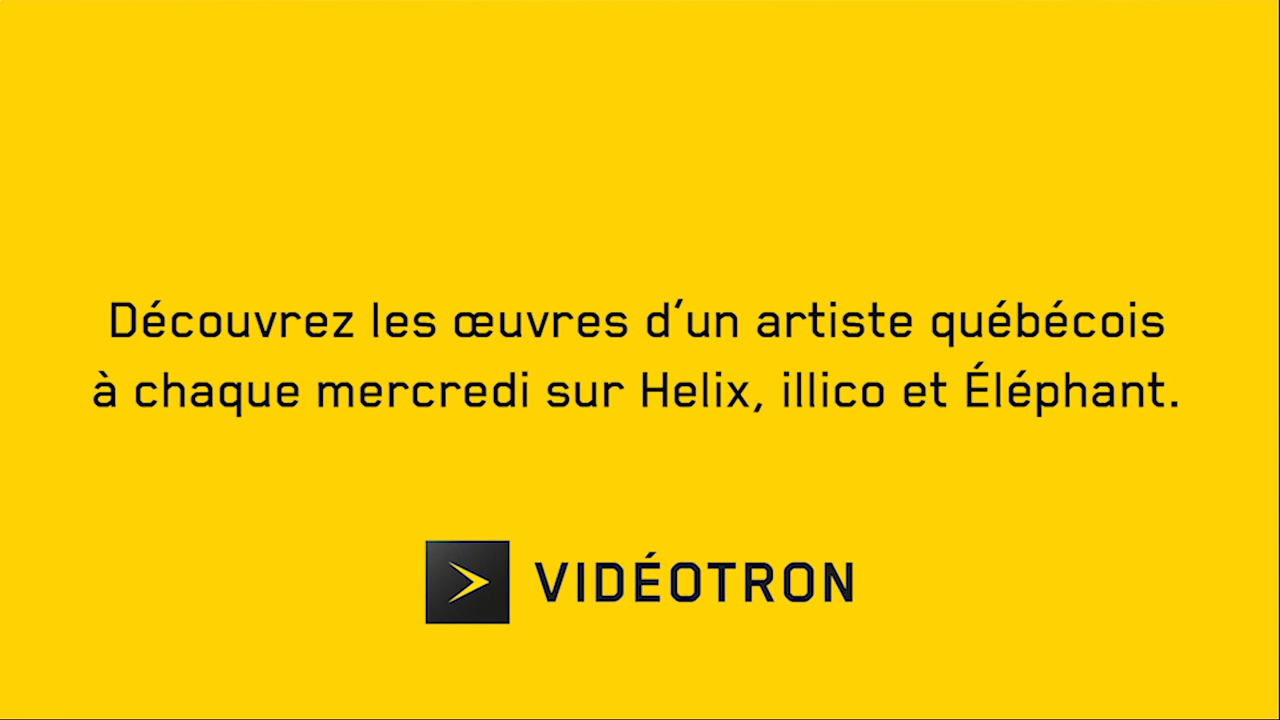 Découvrez les œuvres d’un artiste québécois
à chaque mercredi sur Helix, illico et Éléphant.
VIDÉOTRON